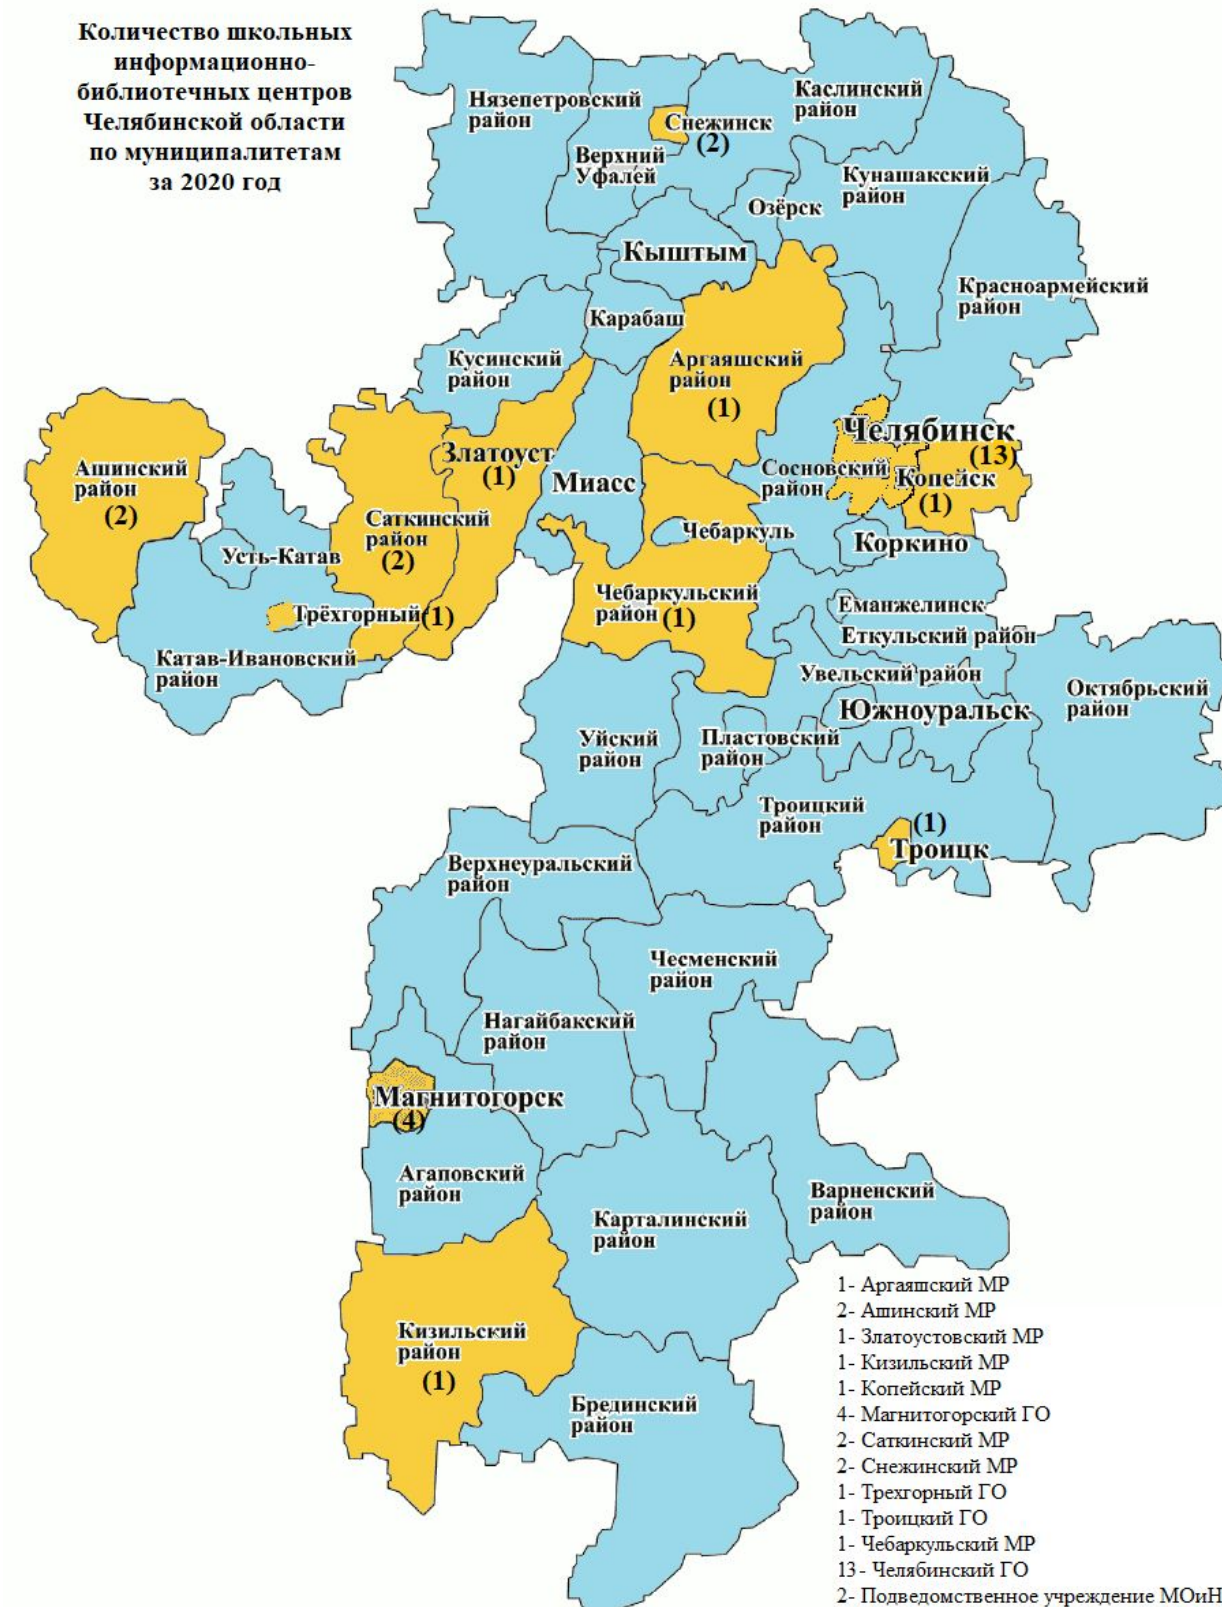 Количество школьных
информационно-
библиотечных центров
Челябинской области
по муниципалитетам
за 2020 год
Нязепетровский
район
Каслинский
район
Снежинск
(2)
Верхний
Уфалей
Кунашакский
район
Озёрск
Кыштым
Красноармейский
район
Карабаш
Кусинский
район
Аргаяшский
район
(1)
Челябинск
(13)
Златоуст
(1)
Ашинский
район
(2)
Миасс
Сосновский
район
Копейск
(1)
Саткинский
район
(2)
Чебаркуль
Коркино
Усть-Катав
Чебаркульский
район (1)
Трёхгорный (1)
Еманжелинск
Еткульский район
Катав-Ивановский
район
Увельский район
Октябрьский
район
Южноуральск
Уйский
район
Пластовский
район
Троицкий
район
(1)
Троицк
Верхнеуральский
район
Чесменский
район
Нагайбакский
район
Магнитогорск
(4)
Агаповский
район
Варненский
район
Карталинский
район
Кизильский
район
(1)
Брединский
район
1- Аргаяшский МР
2- Ашинский МР
1- Златоустовский МР
1- Кизильский МР
1- Копейский МР
4- Магнитогорский ГО
2- Саткинский МР
2- Снежинский МР
1- Трехгорный ГО
1- Троицкий ГО
1- Чебаркульский МР
13- Челябинский ГО
2- Подведомственное учреждение МОиН